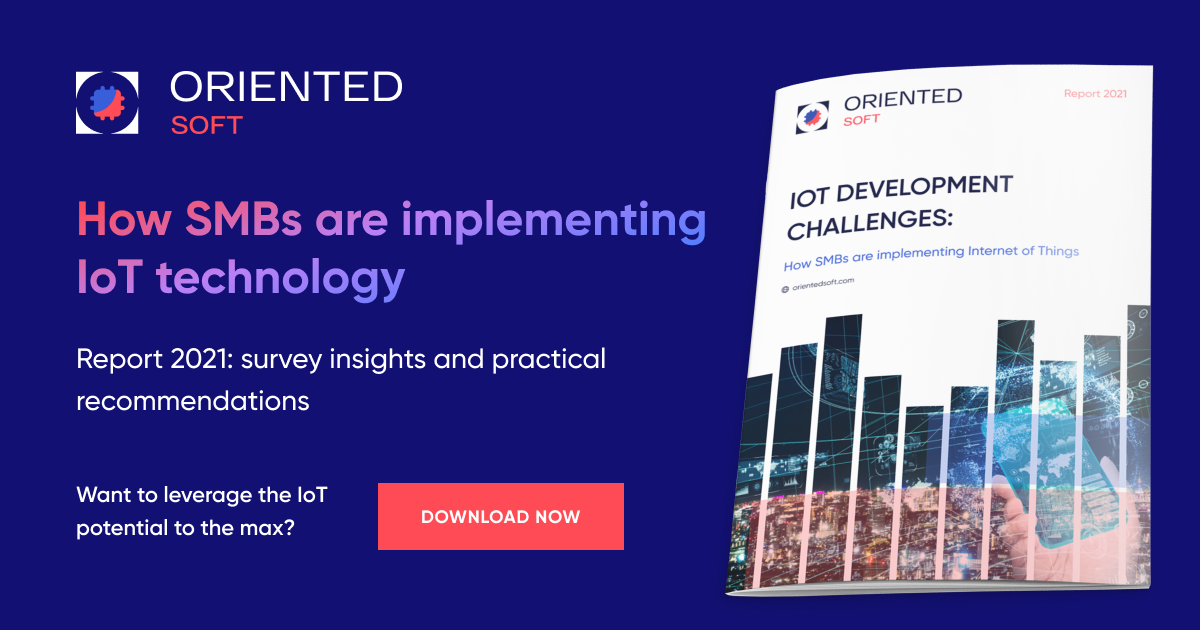 ORIENTED
SOFT
How SMBs are implementing
IoT technology
Report 2021: survey insights and practical
recommendations
Want to leverage the IoT
potential to the max?
DOWNLOAD NOW
ORIENTED
SOFT
Report 2021
IOT DEVELOPMENT
CHALLENGES:
How SMBs are implementing Internet of Things
orientedsoft.com